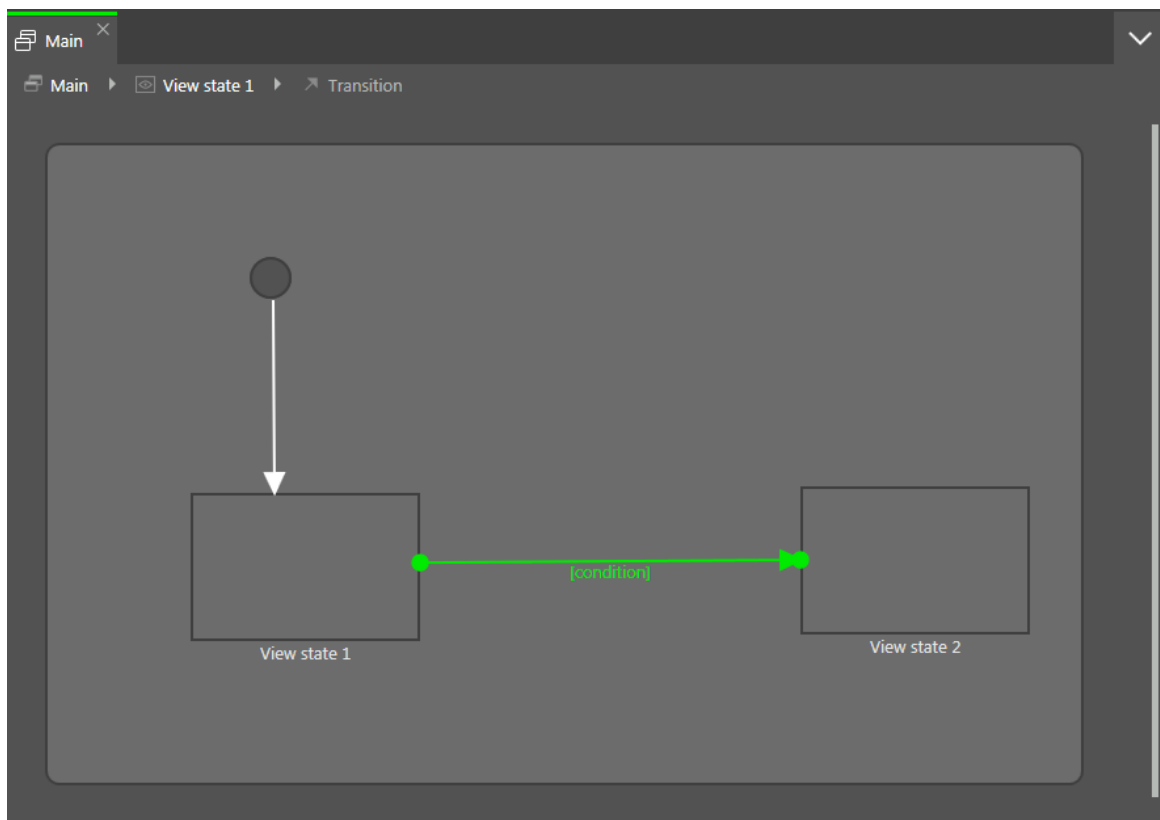 Main
Main View state 1 Transition
[condition]
View state 1
View state 2